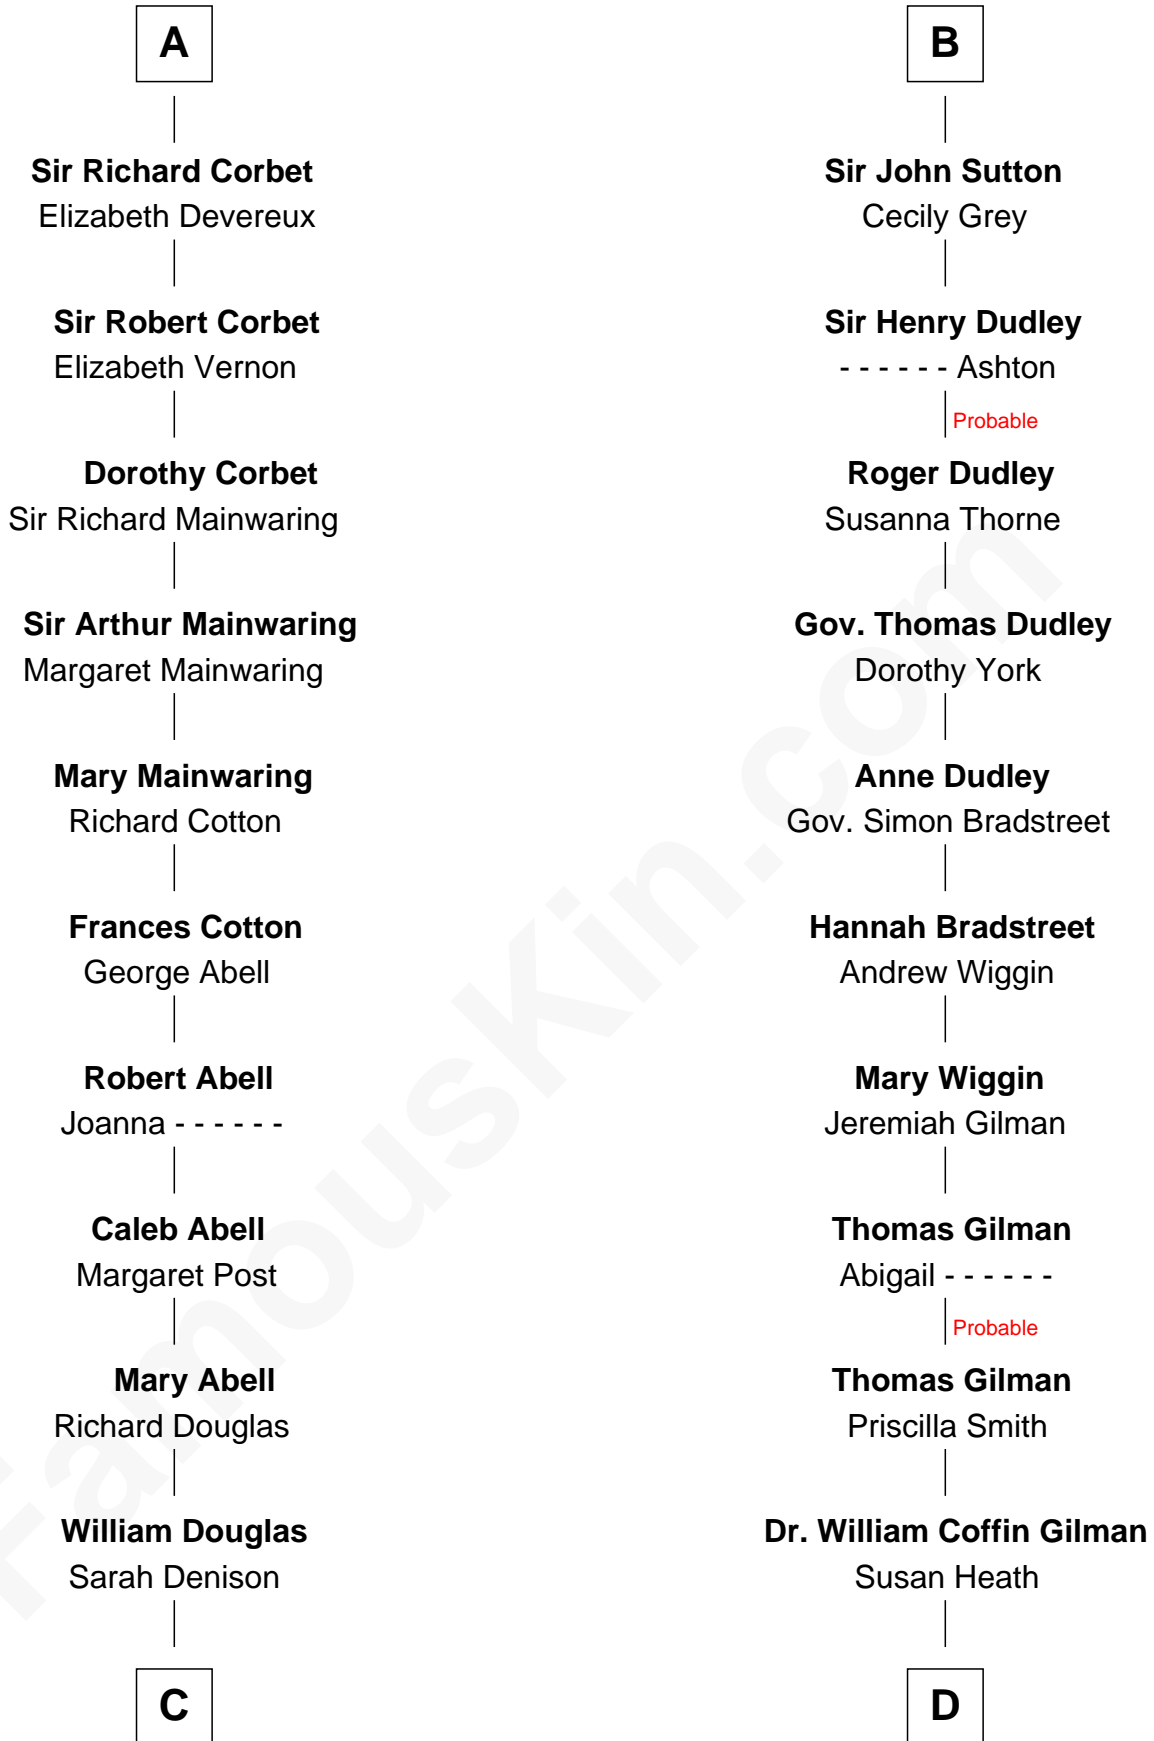 A
Sir Richard Corbet
Elizabeth Devereux
Sir Robert Corbet
Elizabeth Vernon
Dorothy Corbet
Sir Richard Mainwaring
Sir Arthur Mainwaring
Margaret Mainwaring
Mary Mainwaring
Richard Cotton
Frances Cotton
George Abell
Robert Abell
Joanna - - - - - -
Caleb Abell
Margaret Post
Mary Abell
Richard Douglas
William Douglas
Sarah Denison
C
B
Sir John Sutton
Cecily Grey
Sir Henry Dudley
- - - - - - Ashton
Probable
Roger Dudley
Susanna Thorne
Gov. Thomas Dudley
Dorothy York
Anne Dudley
Gov. Simon Bradstreet
Hannah Bradstreet
Andrew Wiggin
Mary Wiggin
Jeremiah Gilman
Thomas Gilman
Abigail - - - - - -
Probable
Thomas Gilman
Priscilla Smith
Dr. William Coffin Gilman
Susan Heath
D
FamousKin.com